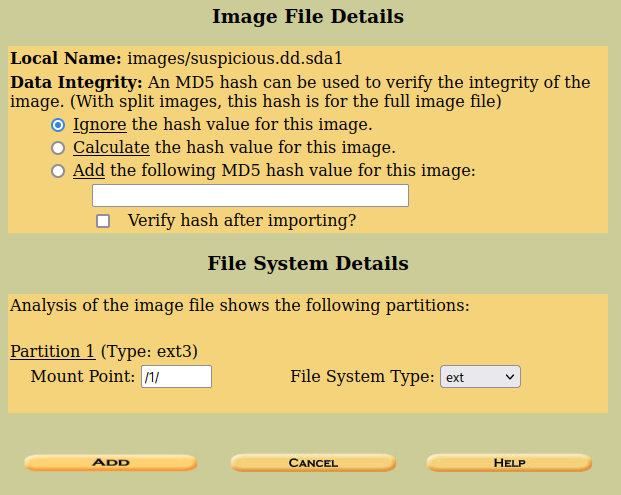 Image File Details
Local Name: images/suspicious.dd.sda1
Data Integrity: An MD5 hash can be used to verify the integrity of the
image. (With split images, this hash is for the full image file)
Ignore the hash value for this image.
Calculate the hash value for this image.
Add the following MD5 hash value for this image:
Verify hash after importing?
File System Details
Analysis of the image file shows the following partitions:
Partition 1 (Type: ext3)
Mount Point: /1/ File System Type: ext
ADD CANCEL HELP